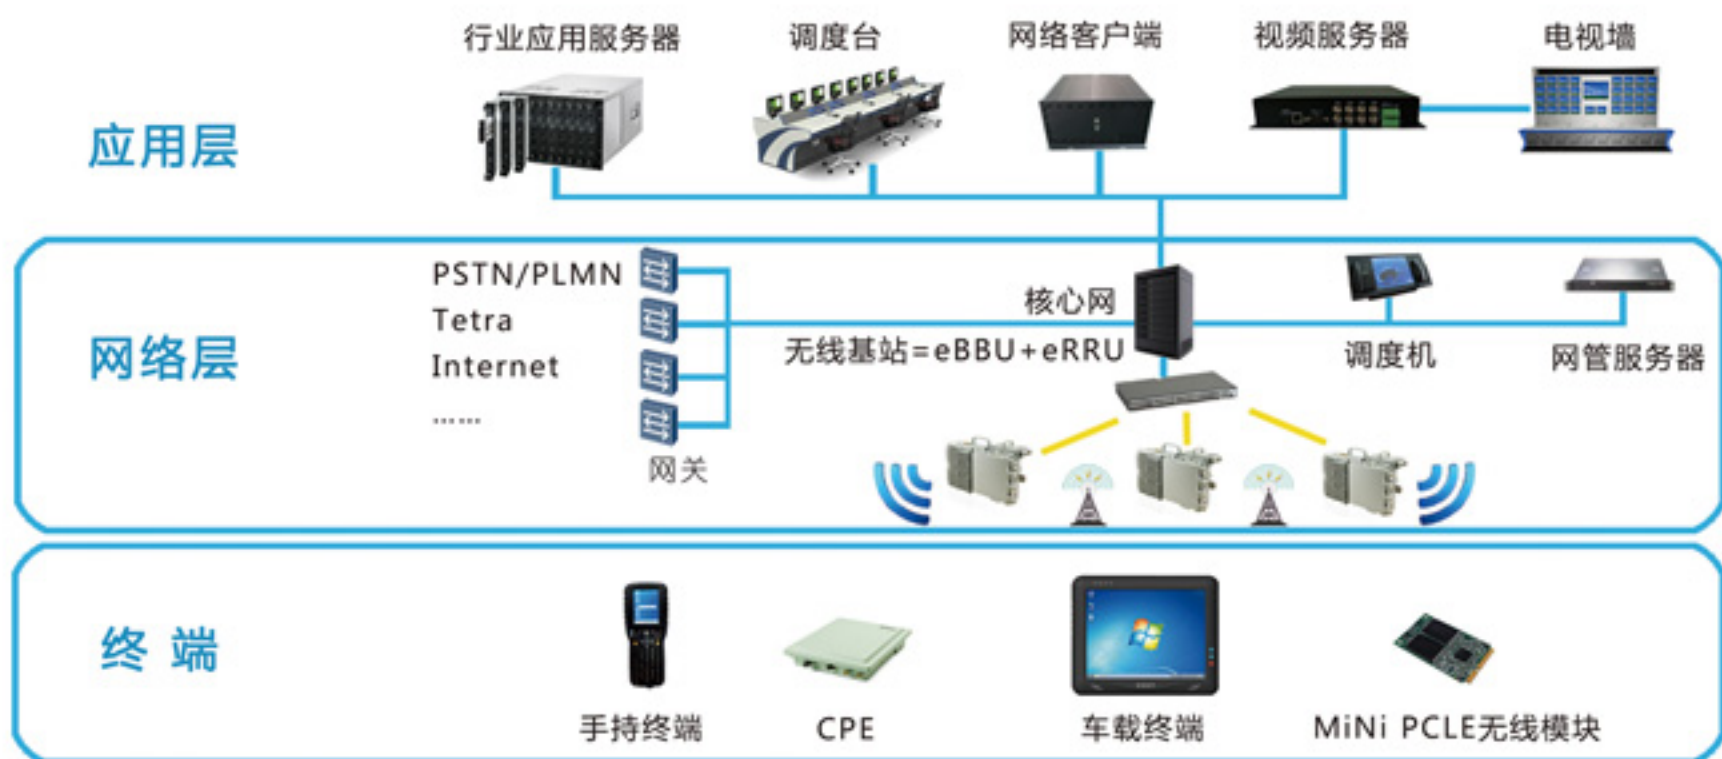 行业应用服务器
调度台
网络客户端
视频服务器
电视墙
应用层
PSTN/PLMN
Tetra
Internet
……
网关
网络层
核心网
无线基站=eBBU+eRRU
调度机
网管服务器
终 端
手持终端
CPE
车载终端
MiNi PCLE无线模块